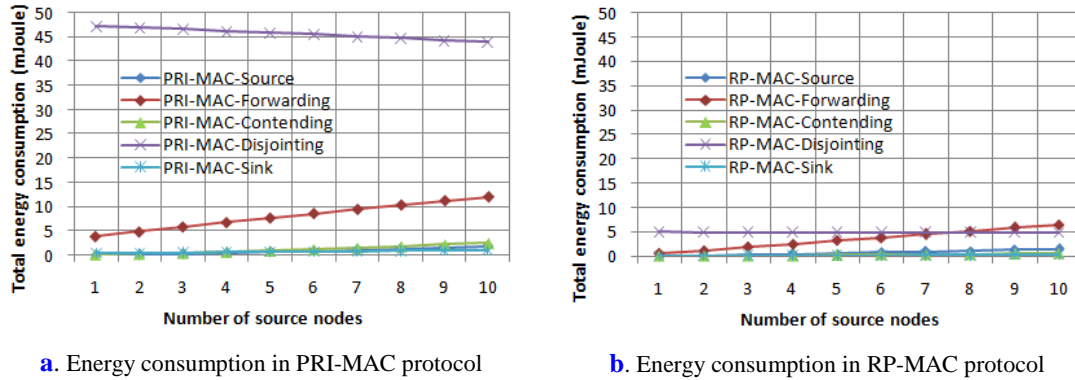 Total energy consumption (mJoule)
50
45
40
35
30
25
20
15
10
5
0
PRI-MAC-Source
PRI-MAC-Forwarding
PRI-MAC-Contending
PRI-MAC-Disjointing
PRI-MAC-Sink
1 2 3 4 5 6 7 8 9 10
Number of source nodes
a. Energy consumption in PRI-MAC protocol
Total energy consumption (mJoule)
50
45
40
35
30
25
20
15
10
5
0
RP-MAC-Source
RP-MAC-Forwarding
RP-MAC-Contending
RP-MAC-Disjointing
RP-MAC-Sink
1 2 3 4 5 6 7 8 9 10
Number of source nodes
b. Energy consumption in RP-MAC protocol